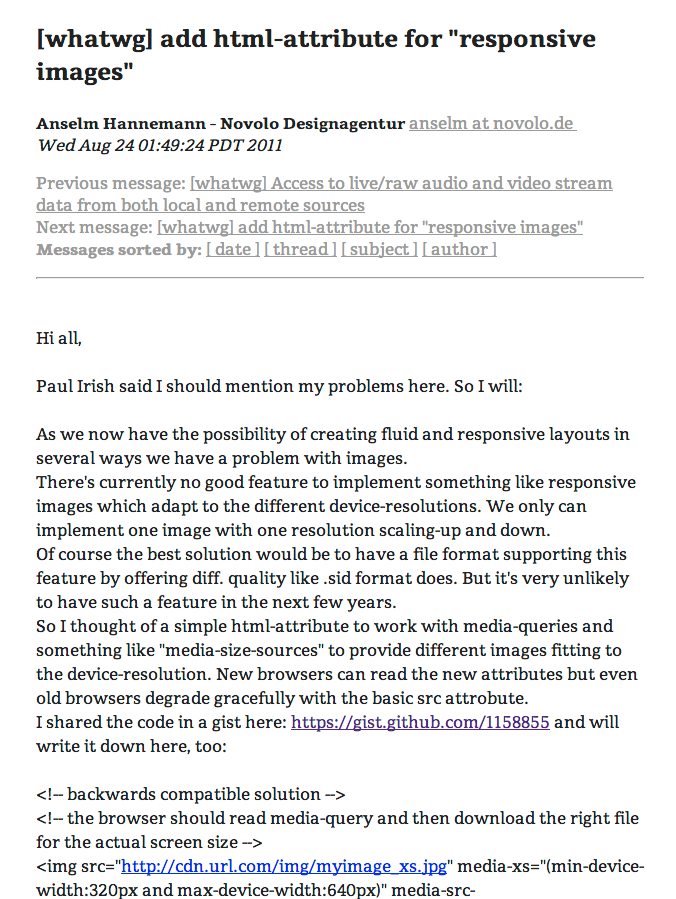 [whatwg] add html-attribute for "responsive
images"
Anselm Hannemann - Novolo Designagentur anselm at novolo.de
Wed Aug 24 01:49:24 PDT 2011
Previous message: [whatwg] Access to live/raw audio and video stream
data from both local and remote sources
Next message: [whatwg] add html-attribute for "responsive images"
Messages sorted by: [ date ] [ thread ] [ subject ] [ author ]
Hi all,
Paul Irish said I should mention my problems here. So I will:
As we now have the possibility of creating fluid and responsive layouts in
several ways we have a problem with images.
There's currently no good feature to implement something like responsive
images which adapt to the different device-resolutions. We only can
implement one image with one resolution scaling-up and down.
Of course the best solution would be to have a file format supporting this
feature by offering diff. quality like .sid format does. But it's very unlikely
to have such a feature in the next few years.
So I thought of a simple html-attribute to work with media-queries and
something like "media-size-sources" to provide different images fitting to
the device-resolution. New browsers can read the new attributes but even
old browsers degrade gracefully with the basic src attrobute.
I shared the code in a gist here: https://gist.github.com/1158855 and will
write it down here, too:
<!-- backwards compatible solution -->
<!-- the browser should read media-query and then download the right file
for the actual screen size -->
<img src="http://cdn.url.com/img/myimage_xs.jpg" media-xs="(min-device-
width:320px and max-device-width:640px)" media-src-